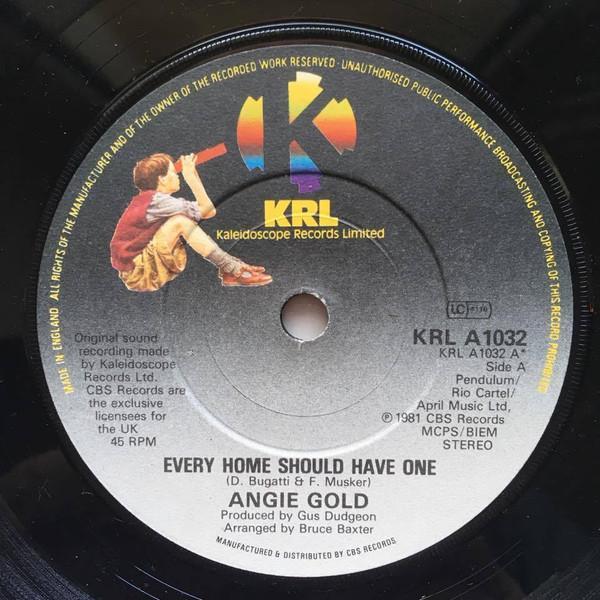 MADE IN ENGLAND ALL RIGHTS OF THE MANUFACTURER AND OF THE OWNER OF THE RECORDED WORK RESERVED · UNAUTHORISED PUBLIC PERFORMANCE BROADCASTING AND COPYING OF THIS RECORD PROHIBITED
K
KRL
Kaleidoscope Records Limited
LC
KRL A1032
KRL A1032 A*
Side A
Pendulum/
Rio Cartel/
April Music Ltd,
℗ 1981 CBS Records
MCPS/BIEM
STEREO
Original sound
recording made
by Kaleidoscope
Records Ltd.
CBS Records are
the exclusive
licensees for
the UK
45 RPM
EVERY HOME SHOULD HAVE ONE
(D. Bugatti & F. Musker)
ANGIE GOLD
Produced by Gus Dudgeon
Arranged by Bruce Baxter
MANUFACTURED & DISTRIBUTED BY CBS RECORDS.